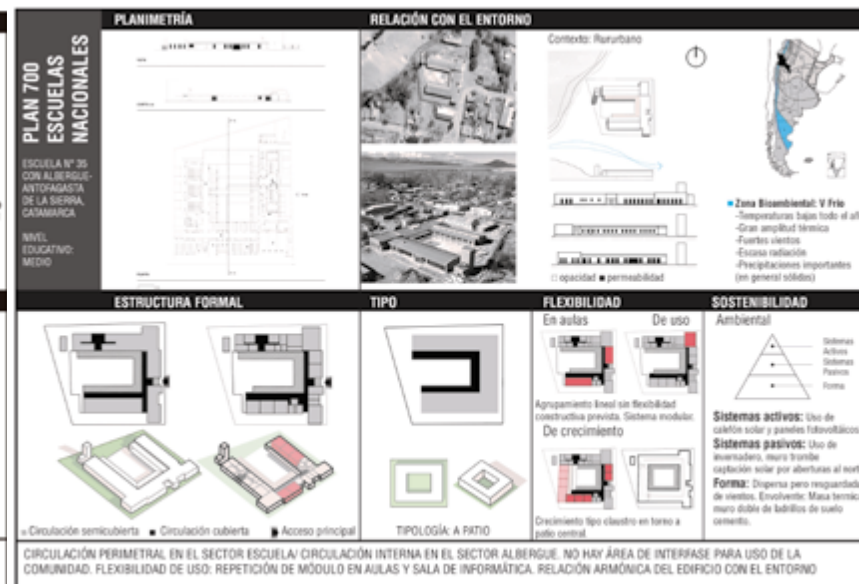 PLANIMETRÍA
RELACIÓN CON EL ENTORNO
PLAN 700
ESCUELAS
NACIONALES
ESCUELA N° 35
CON ALBERGUE-
ANTOFAGASTA
DE LA SIERRA,
CATAMARCA
NIVEL
EDUCATIVO:
MEDIO
Contexto: Rururbano
□ opacidad ■ permeabilidad
Zona Bioambiental: V Frío
-Temperaturas bajas todo el añ
-Gran amplitud térmica
-Fuertes vientos
-Escasa radiación
-Precipitaciones importantes
(en general sólidas)
ESTRUCTURA FORMAL
TIPO
FLEXIBILIDAD
SOSTENIBILIDAD
Circulación semicubierta ■ Circulación cubierta Acceso principal
TIPOLOGÍA: A PATIO
En aulas De uso
Agrupamiento lineal sin flexibilidad
constructiva prevista. Sistema modular.
De crecimiento
Crecimiento tipo claustro en torno a
patio central.
Ambiental
Sistemas
Activos
Sistemas
Pasivos
Forma
Sistemas activos: Uso de
calefón solar y paneles fotovoltáicos
Sistemas pasivos: Uso de
invernadero, muro trombe
captación solar por aberturas al nort
Forma: Dispersa pero resguardada
de vientos. Envolvente: Masa termica
muro doble de ladrillos de suelo
cemento.
CIRCULACIÓN PERIMETRAL EN EL SECTOR ESCUELA/ CIRCULACIÓN INTERNA EN EL SECTOR ALBERGUE. NO HAY ÁREA DE INTERFASE PARA USO DE LA
COMUNIDAD. FLEXIBILIDAD DE USO: REPETICIÓN DE MÓDULO EN AULAS Y SALA DE INFORMÁTICA. RELACIÓN ARMÓNICA DEL EDIFICIO CON EL ENTORNO